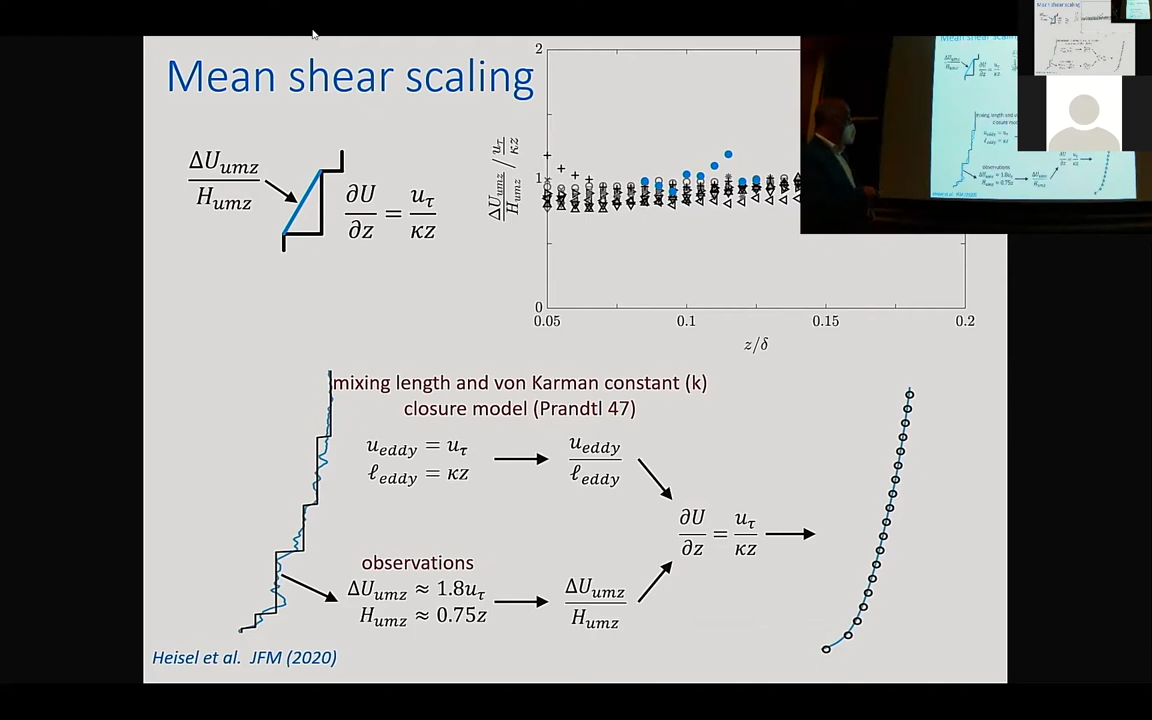 Mean shear scaling
ΔU_umz / H_umz
∂U/∂z = u_τ/κz
ΔU_umz/H_umz / u_τ/κz
2
1
0
0.05
0.1
0.15
0.2
z/δ
mixing length and von Karman constant (k)
closure model (Prandtl 47)
u_eddy = u_τ
ℓ_eddy = κz
u_eddy / ℓ_eddy
∂U/∂z = u_τ/κz
observations
ΔU_umz ≈ 1.8u_τ
H_umz ≈ 0.75z
ΔU_umz / H_umz
Heisel et al. JFM (2020)